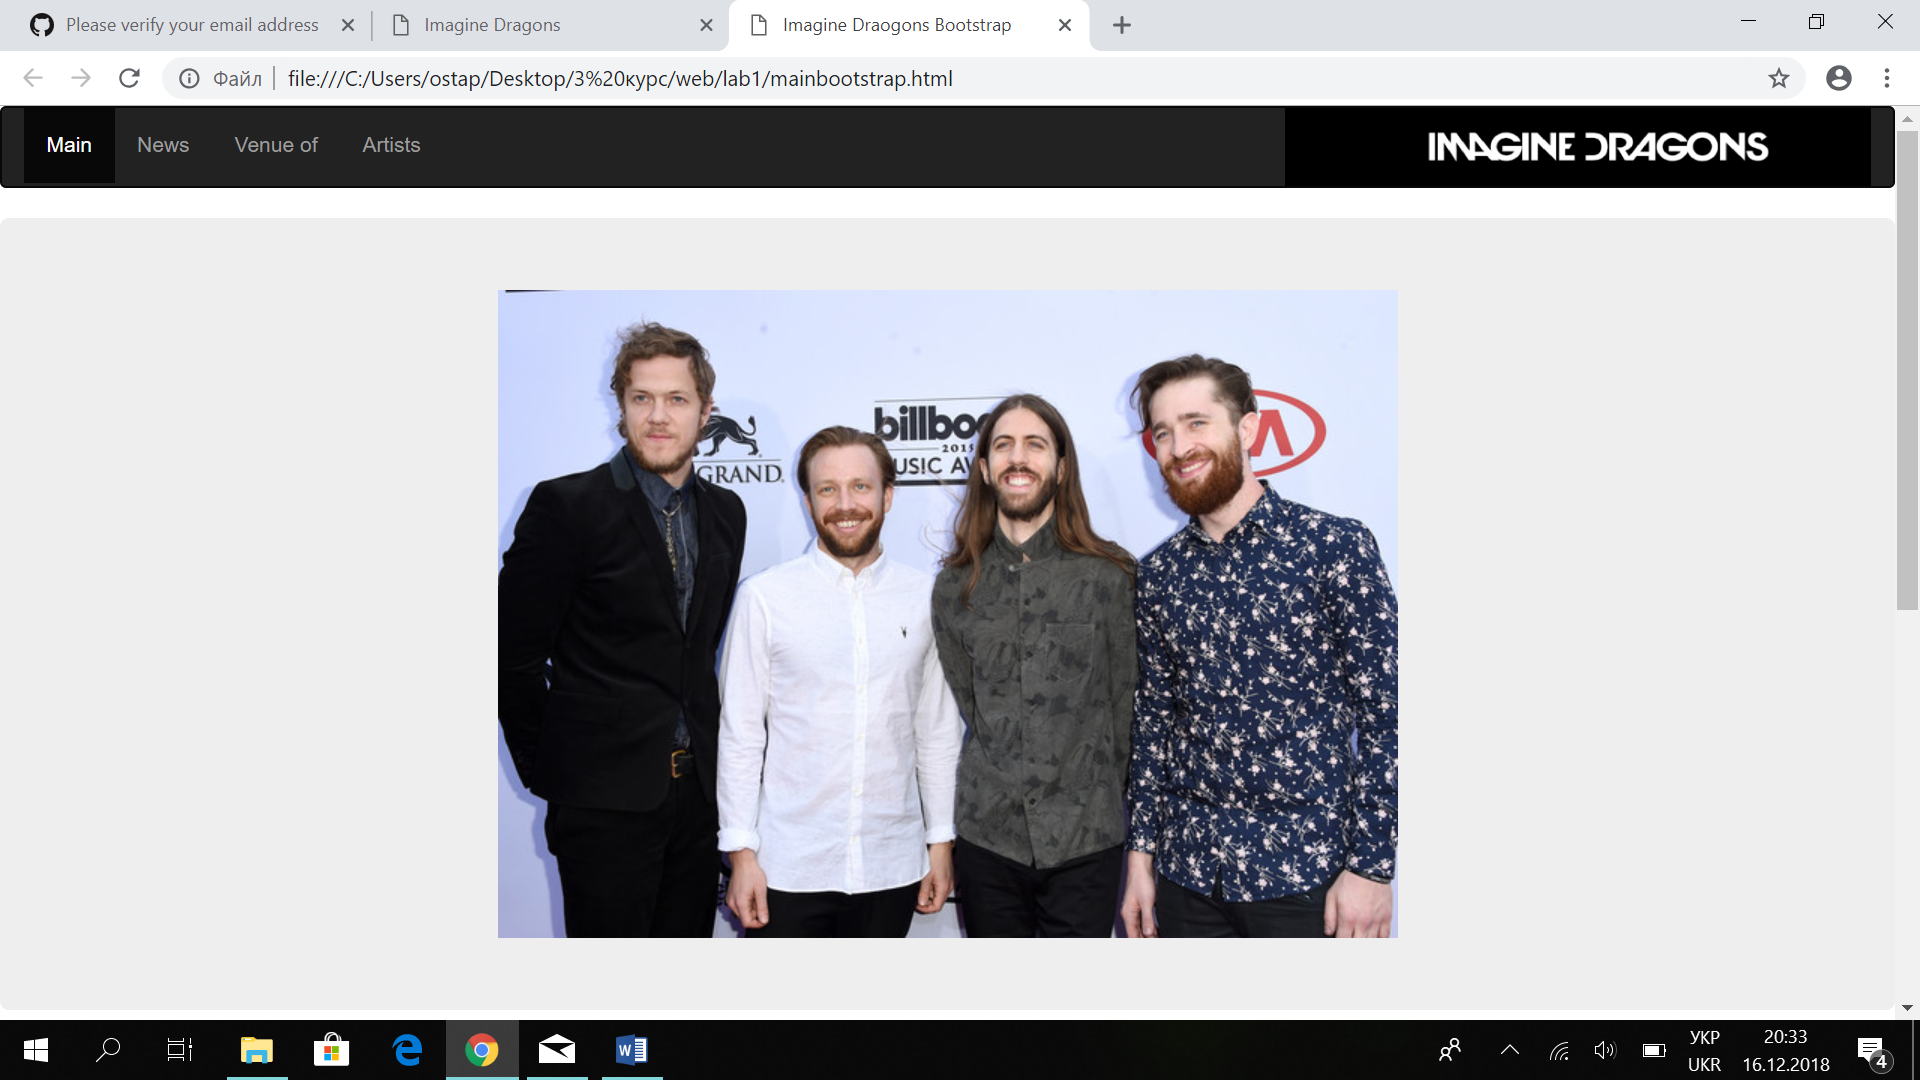 Please verify your email address
Imagine Dragons
Imagine Draogons Bootstrap
Файл
file:///C:/Users/ostap/Desktop/3%20курс/web/lab1/mainbootstrap.html
Main
News
Venue of
Artists
IMAGINE DRAGONS
GRAND.
billboa
2015
USIC AW
УКР
UKR
20:33
16.12.2018
4